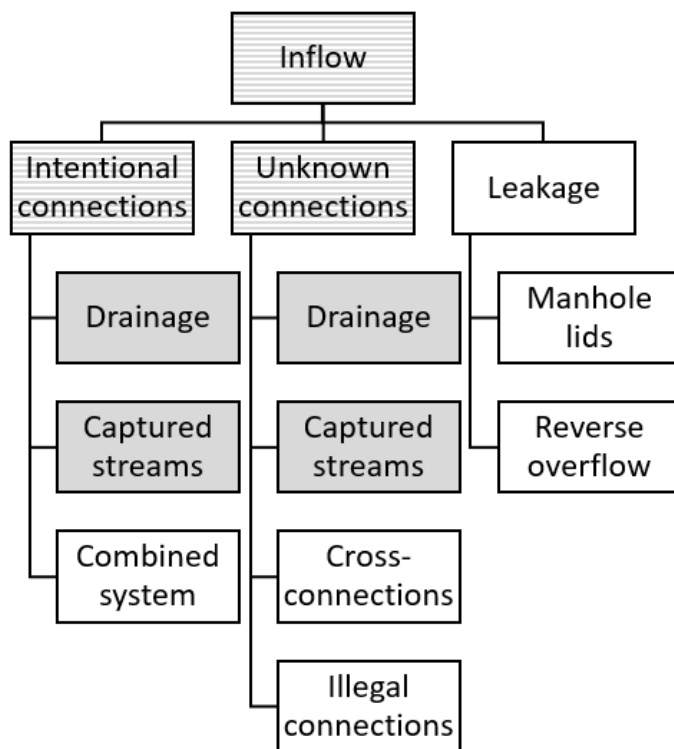 Inflow
Intentional
connections
Unknown
connections
Leakage
Drainage
Captured
streams
Combined
system
Drainage
Captured
streams
Cross-
connections
Illegal
connections
Manhole
lids
Reverse
overflow